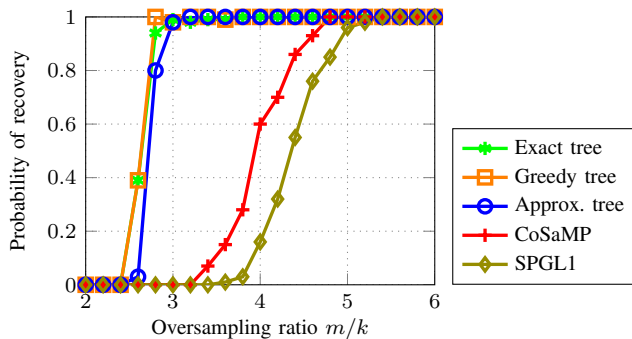 1
0.8
0.6
0.4
0.2
0
Probability of recovery
2 3 4 5 6
Oversampling ratio m/k
Exact tree
Greedy tree
Approx. tree
CoSaMP
SPGL1